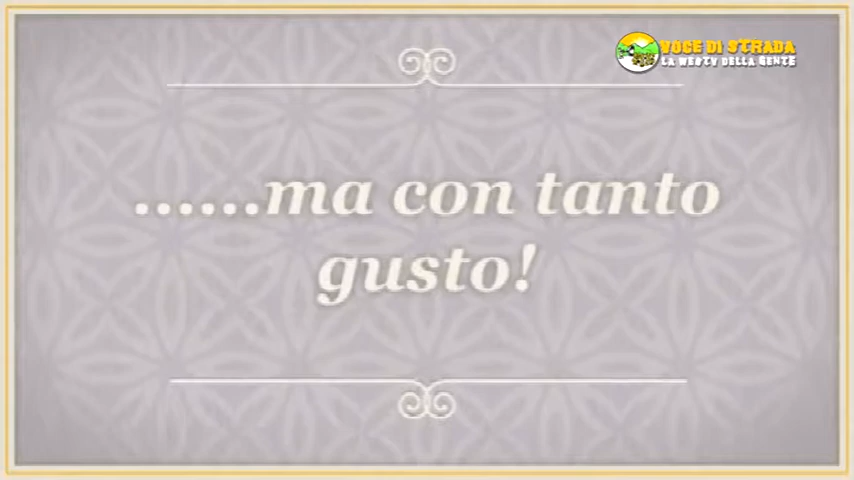 VOCE DI STRADA
LA WEBTV DELLA GENTE
......ma con tanto
gusto!